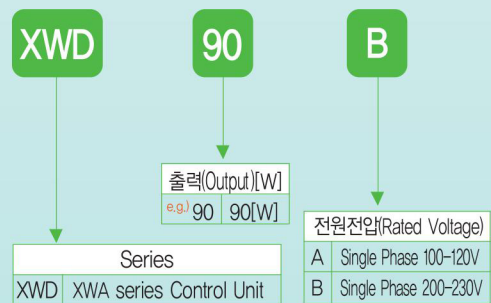 XWD 90 B
출력(Output)[W]
e.g.) 90 90[W]
전원전압(Rated Voltage)
A Single Phase 100-120V
B Single Phase 200-230V
Series
XWD XWA series Control Unit